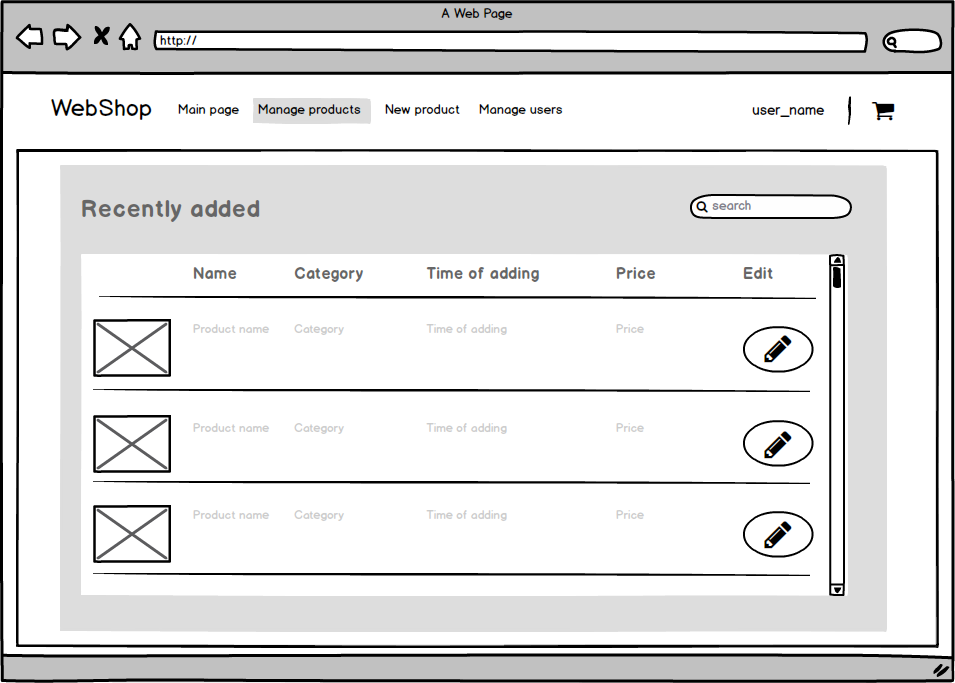 A Web Page
http://
WebShop Main page Manage products New product Manage users user_name
Recently added search
Name Category Time of adding Price Edit
Product name Category Time of adding Price
Product name Category Time of adding Price
Product name Category Time of adding Price